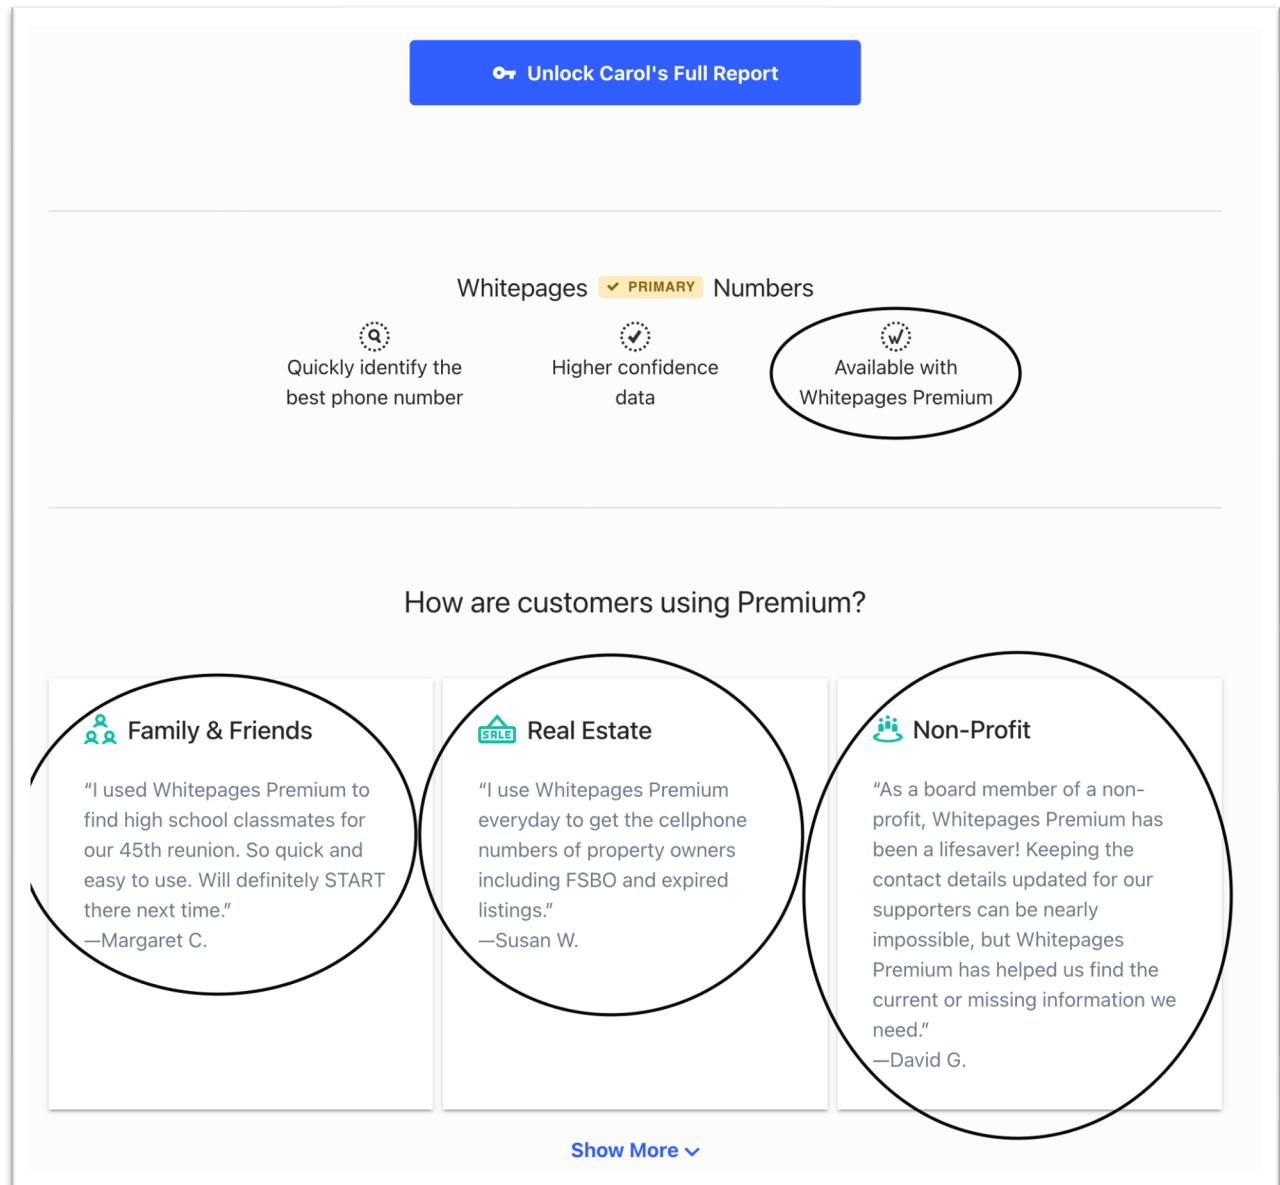 Unlock Carol's Full Report
Whitepages PRIMARY Numbers
Quickly identify the
best phone number
Higher confidence
data
Available with
Whitepages Premium
How are customers using Premium?
Family & Friends
“I used Whitepages Premium to
find high school classmates for
our 45th reunion. So quick and
easy to use. Will definitely START
there next time.”
—Margaret C.
SALE Real Estate
“I use Whitepages Premium
everyday to get the cellphone
numbers of property owners
including FSBO and expired
listings.”
—Susan W.
Non-Profit
“As a board member of a non-
profit, Whitepages Premium has
been a lifesaver! Keeping the
contact details updated for our
supporters can be nearly
impossible, but Whitepages
Premium has helped us find the
current or missing information we
need.”
—David G.
Show More